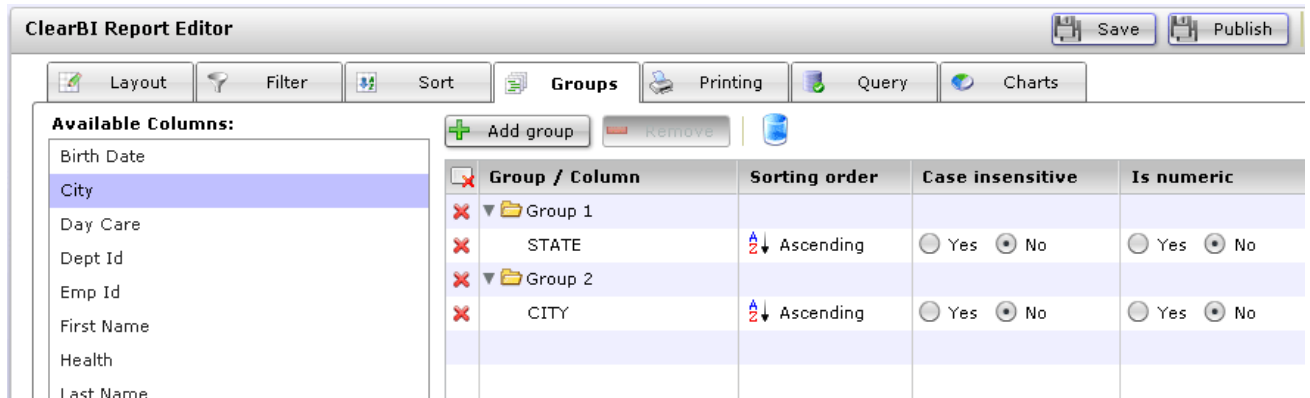 ClearBI Report Editor Save Publish
Layout Filter Sort Groups Printing Query Charts
Available Columns:
Add group Remove
Birth Date
City
Day Care
Dept Id
Emp Id
First Name
Health
Last Name
Group / Column Sorting order Case insensitive Is numeric
Group 1
STATE Ascending Yes No Yes No
Group 2
CITY Ascending Yes No Yes No